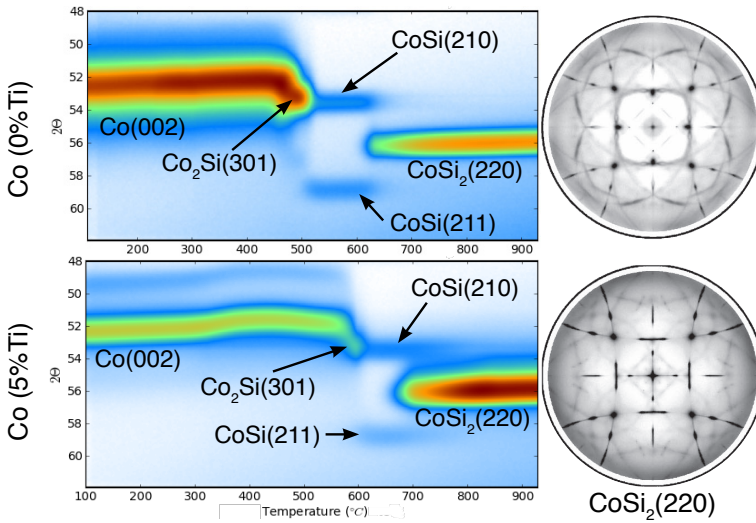 Co (0%Ti)
2Θ
52
54
56
58
60
Co(002)
Co₂Si(301)
CoSi(210)
CoSi₂(220)
CoSi(211)
200 300 400 500 600 700 800 900
Co (5%Ti)
2Θ
48
50
52
54
56
58
60
Co(002)
Co₂Si(301)
CoSi(210)
CoSi(211)
CoSi₂(220)
100 200 300 400 500 600 700 800 900
Temperature (°C)
CoSi₂(220)